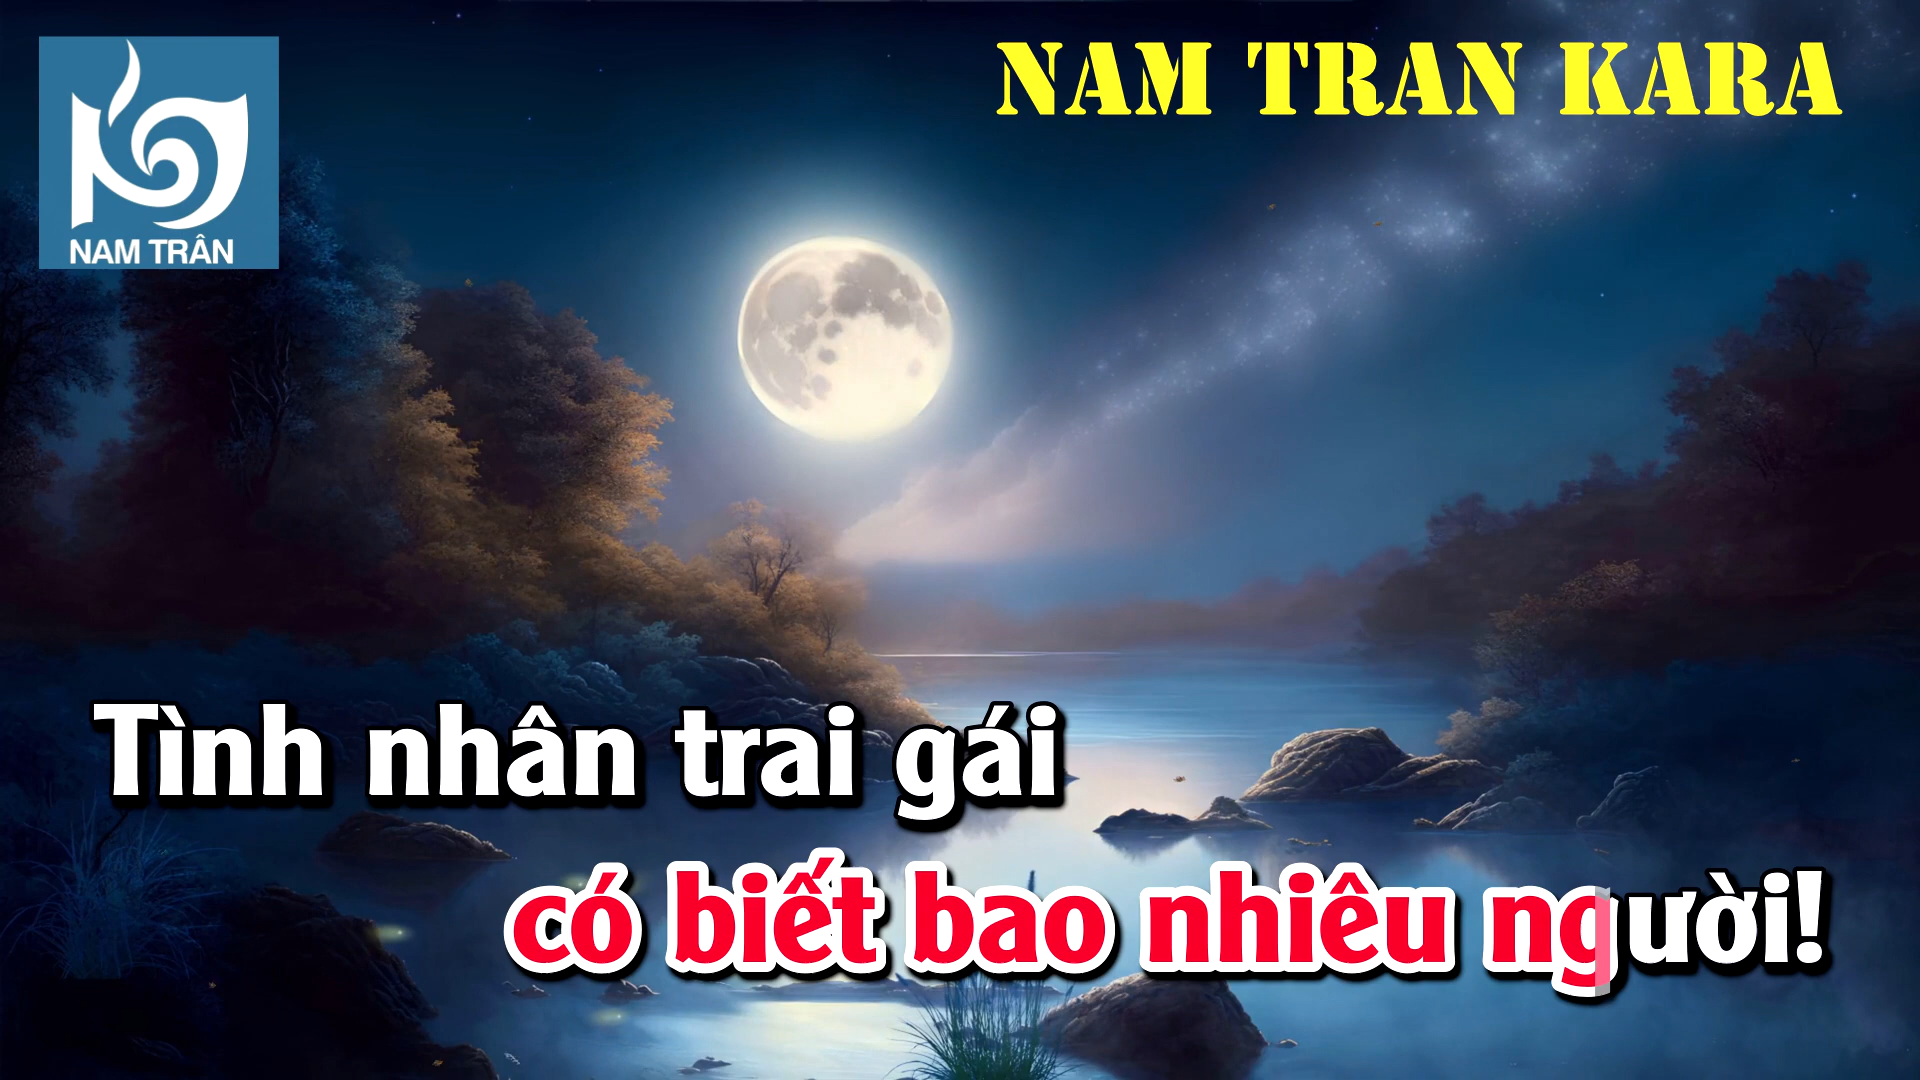 NAM TRAN KARA
NAM TRÂN
Tình nhân trai gái
có biết bao nhiêu người!